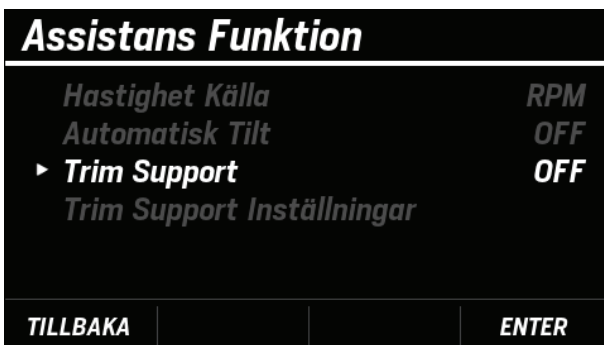 Assistans Funktion
Hastighet Källa RPM
Automatisk Tilt OFF
Trim Support OFF
Trim Support Inställningar
TILLBAKA ENTER